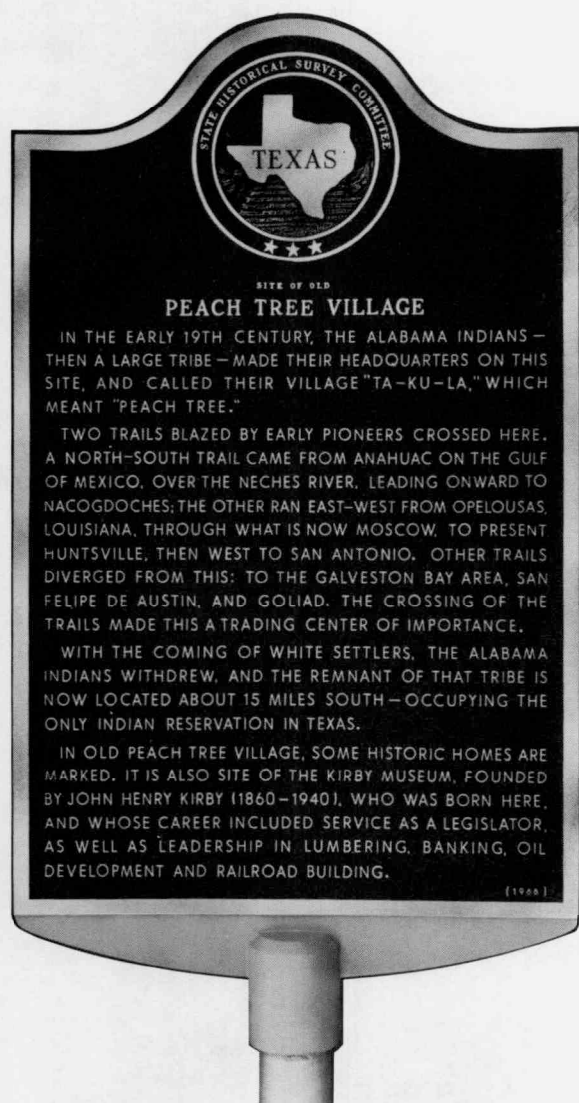 STATE HISTORICAL SURVEY COMMITTEE
TEXAS
SITE OF OLD
PEACH TREE VILLAGE
IN THE EARLY 19TH CENTURY, THE ALABAMA INDIANS —
THEN A LARGE TRIBE — MADE THEIR HEADQUARTERS ON THIS
SITE, AND CALLED THEIR VILLAGE "TA-KU-LA," WHICH
MEANT "PEACH TREE."
TWO TRAILS BLAZED BY EARLY PIONEERS CROSSED HERE.
A NORTH-SOUTH TRAIL CAME FROM ANAHUAC ON THE GULF
OF MEXICO, OVER THE NECHES RIVER, LEADING ONWARD TO
NACOGDOCHES; THE OTHER RAN EAST-WEST FROM OPELOUSAS,
LOUISIANA, THROUGH WHAT IS NOW MOSCOW, TO PRESENT
HUNTSVILLE, THEN WEST TO SAN ANTONIO. OTHER TRAILS
DIVERGED FROM THIS: TO THE GALVESTON BAY AREA, SAN
FELIPE DE AUSTIN, AND GOLIAD. THE CROSSING OF THE
TRAILS MADE THIS A TRADING CENTER OF IMPORTANCE.
WITH THE COMING OF WHITE SETTLERS, THE ALABAMA
INDIANS WITHDREW, AND THE REMNANT OF THAT TRIBE IS
NOW LOCATED ABOUT 15 MILES SOUTH — OCCUPYING THE
ONLY INDIAN RESERVATION IN TEXAS.
IN OLD PEACH TREE VILLAGE, SOME HISTORIC HOMES ARE
MARKED. IT IS ALSO SITE OF THE KIRBY MUSEUM, FOUNDED
BY JOHN HENRY KIRBY (1860-1940), WHO WAS BORN HERE,
AND WHOSE CAREER INCLUDED SERVICE AS A LEGISLATOR,
AS WELL AS LEADERSHIP IN LUMBERING, BANKING, OIL
DEVELOPMENT AND RAILROAD BUILDING.